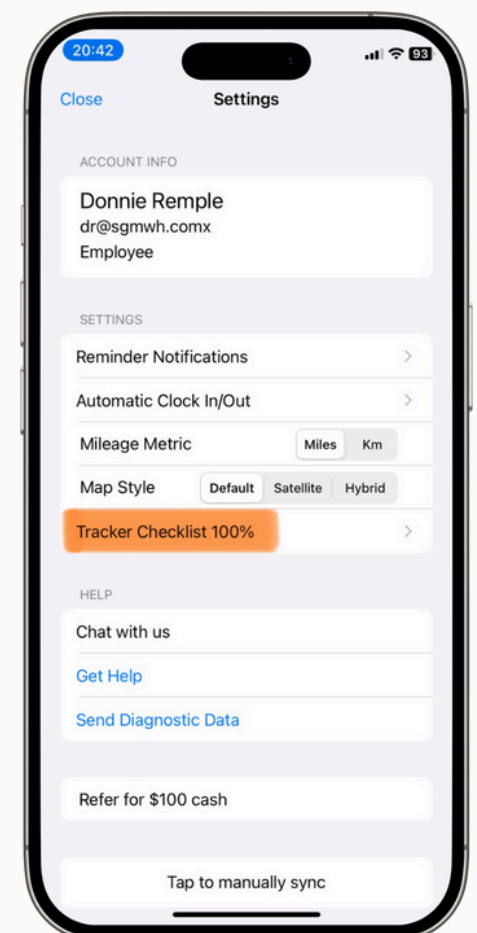 20:42
93
Close
Settings
ACCOUNT INFO
Donnie Remple
dr@sgmwh.comx
Employee
SETTINGS
Reminder Notifications
Automatic Clock In/Out
Mileage Metric Miles Km
Map Style Default Satellite Hybrid
Tracker Checklist 100%
HELP
Chat with us
Get Help
Send Diagnostic Data
Refer for $100 cash
Tap to manually sync